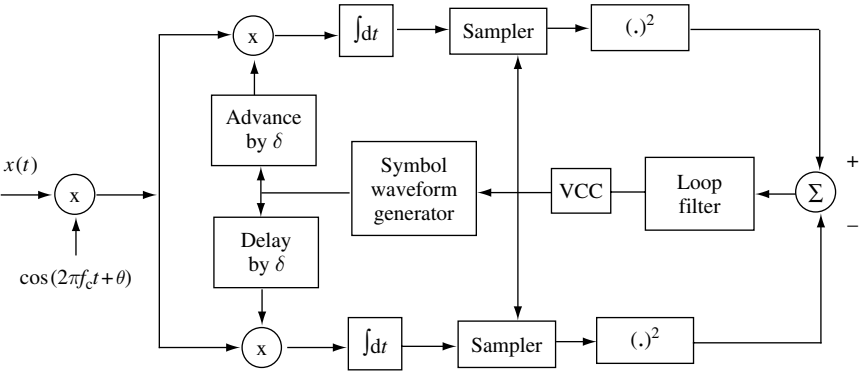 x
∫dt
Sampler
(.)²
Advance
by δ
x(t)
x
Symbol
waveform
generator
VCC
Loop
filter
+
Σ
−
Delay
by δ
cos(2πf_ct+θ)
x
∫dt
Sampler
(.)²